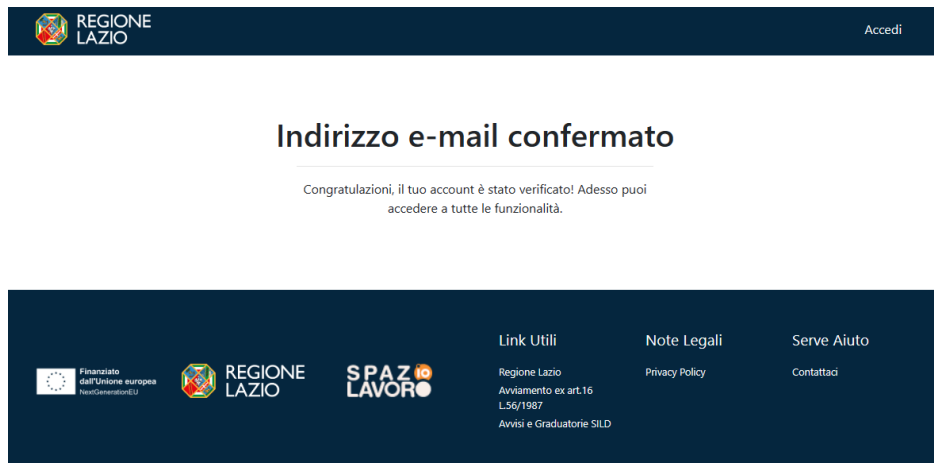 REGIONE
LAZIO
Accedi
Indirizzo e-mail confermato
Congratulazioni, il tuo account è stato verificato! Adesso puoi
accedere a tutte le funzionalità.
Finanziato
dall'Unione europea
NextGenerationEU
REGIONE
LAZIO
SPAZio
LAVORO
Link Utili
Regione Lazio
Avviamento ex art.16
L.56/1987
Avvisi e Graduatorie SILD
Note Legali
Privacy Policy
Serve Aiuto
Contattaci